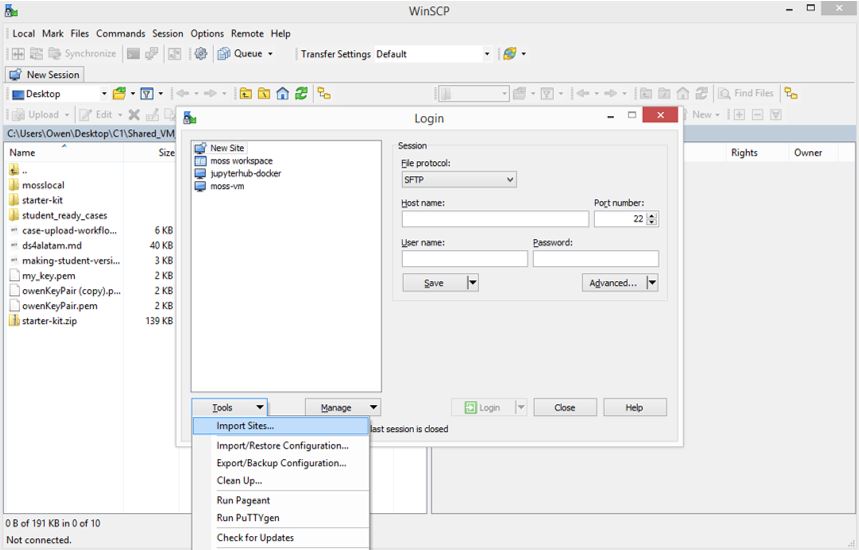 WinSCP
Local Mark Files Commands Session Options Remote Help
Synchronize Queue Transfer Settings Default
New Session
Desktop Find Files
Upload Edit New
C:\Users\Owen\Desktop\C1\Shared_VM_
Name Size Rights Owner
..
mosslocal
starter-kit
student_ready_cases
case-upload-workflo... 6 KB
ds4alatam.md 40 KB
making-student-versi... 3 KB
my_key.pem 2 KB
owenKeyPair (copy).p... 2 KB
owenKeyPair.pem 2 KB
starter-kit.zip 139 KB
Login
New Site
moss workspace
jupyterhub-docker
moss-vm
Session
File protocol:
SFTP
Host name: Port number:
22
User name: Password:
Save Advanced...
Tools Manage Login Close Help
last session is closed
Import Sites...
Import/Restore Configuration...
Export/Backup Configuration...
Clean Up...
Run Pageant
Run PuTTYgen
Check for Updates
0 B of 191 KB in 0 of 10
Not connected.